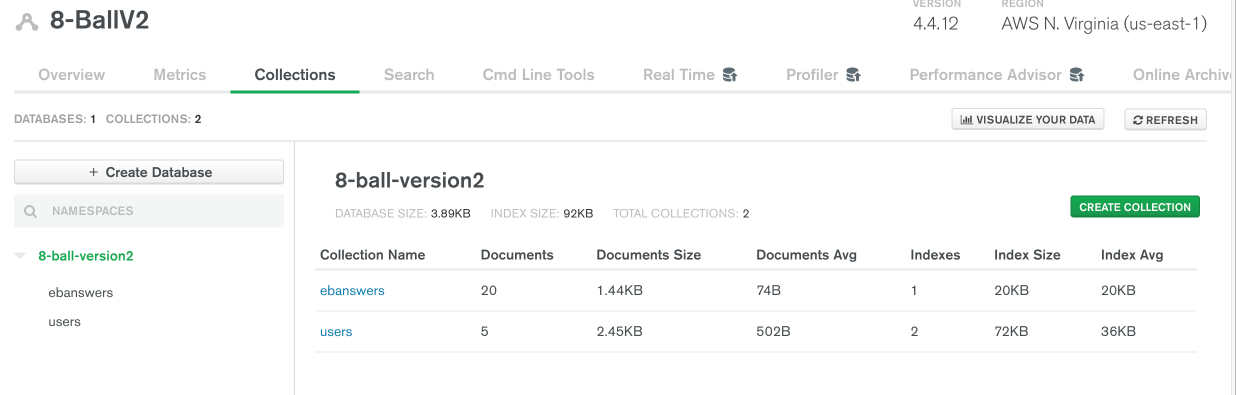 8-BallV2
VERSION
4.4.12
REGION
AWS N. Virginia (us-east-1)
Overview Metrics Collections Search Cmd Line Tools Real Time Profiler Performance Advisor Online Archiv
DATABASES: 1 COLLECTIONS: 2
VISUALIZE YOUR DATA
REFRESH
+ Create Database
NAMESPACES
8-ball-version2
ebanswers
users
8-ball-version2
DATABASE SIZE: 3.89KB INDEX SIZE: 92KB TOTAL COLLECTIONS: 2
CREATE COLLECTION
Collection Name Documents Documents Size Documents Avg Indexes Index Size Index Avg
ebanswers 20 1.44KB 74B 1 20KB 20KB
users 5 2.45KB 502B 2 72KB 36KB